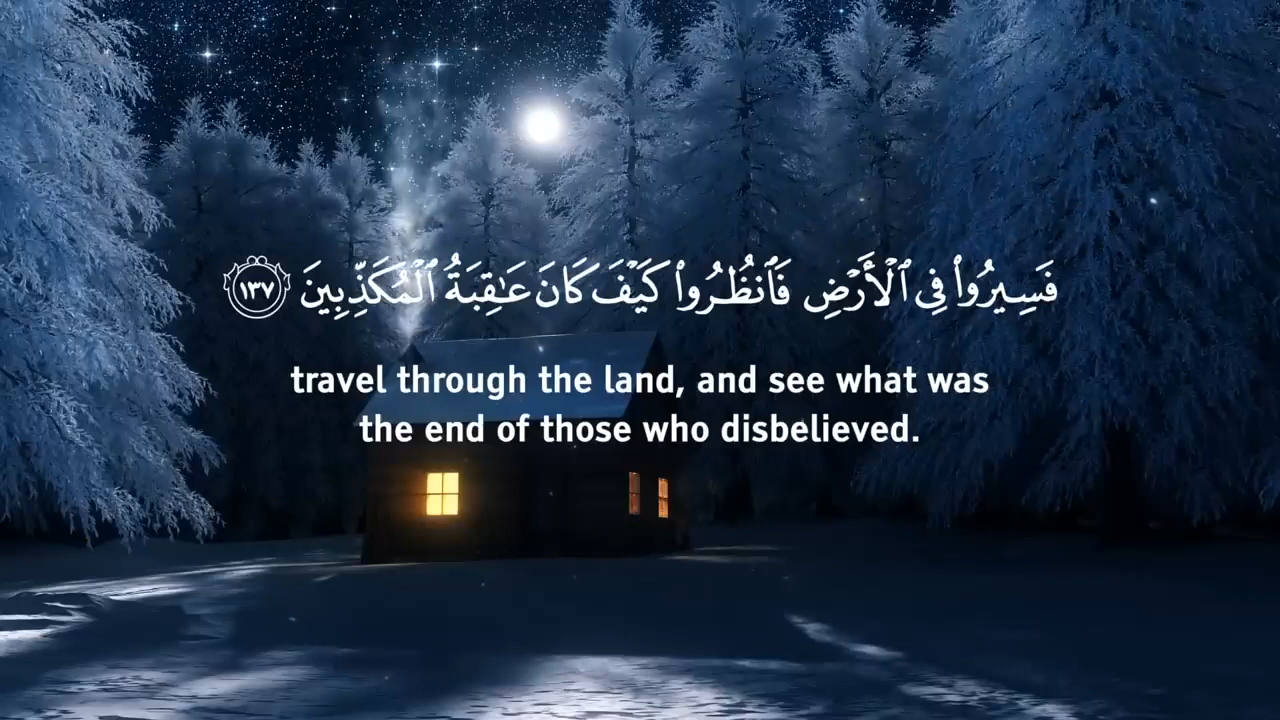 فَسِيرُوا۟ فِى ٱلْأَرْضِ فَٱنظُرُوا۟ كَيْفَ كَانَ عَـٰقِبَةُ ٱلْمُكَذِّبِينَ ١٣٧
travel through the land, and see what was
the end of those who disbelieved.